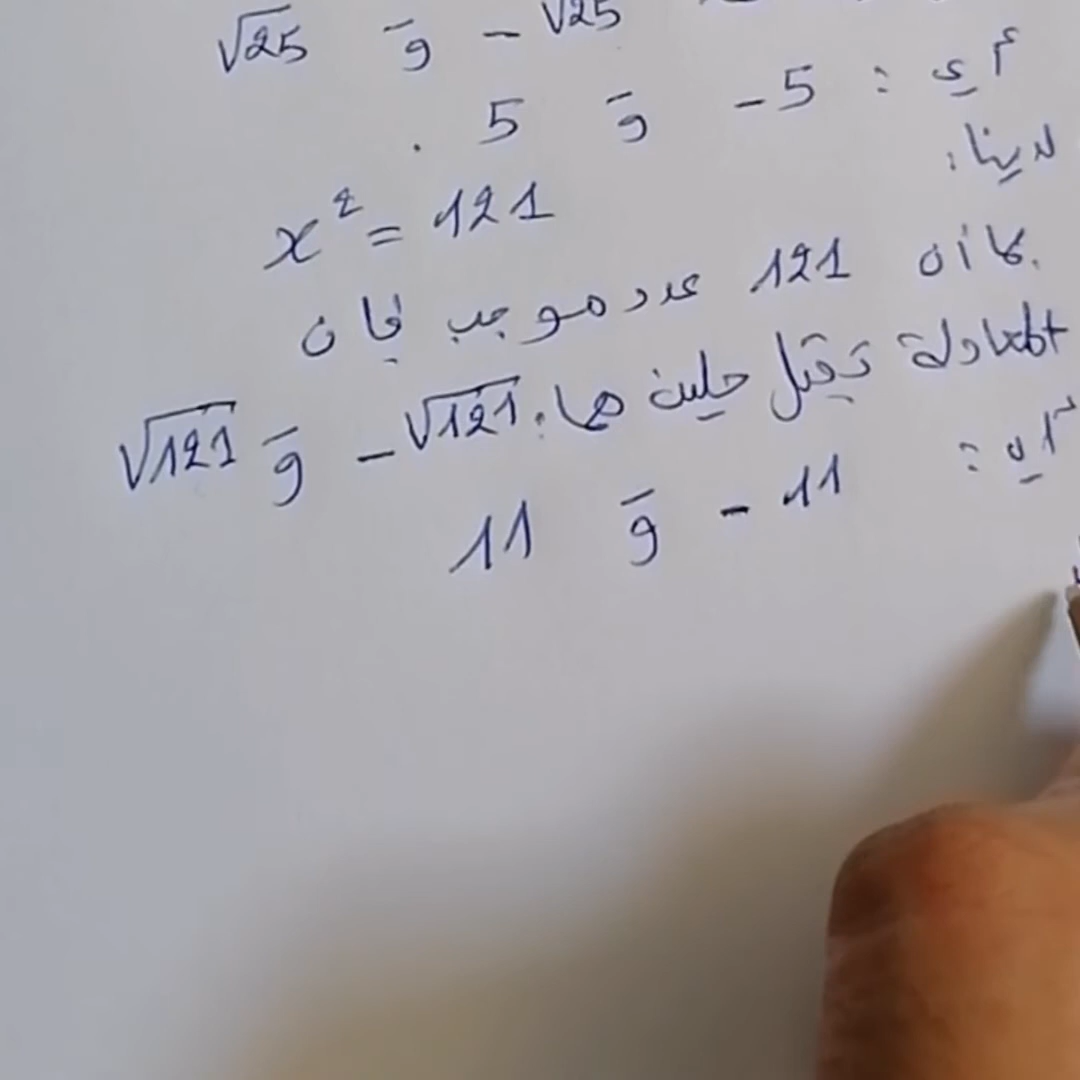 -√25 و √25
أي : -5 و 5 .
لدينا:
x² = 121
بما أن 121 عدد موجب فإن
المعادلة تقبل حلين هما: -√121 و √121
أي : -11 و 11